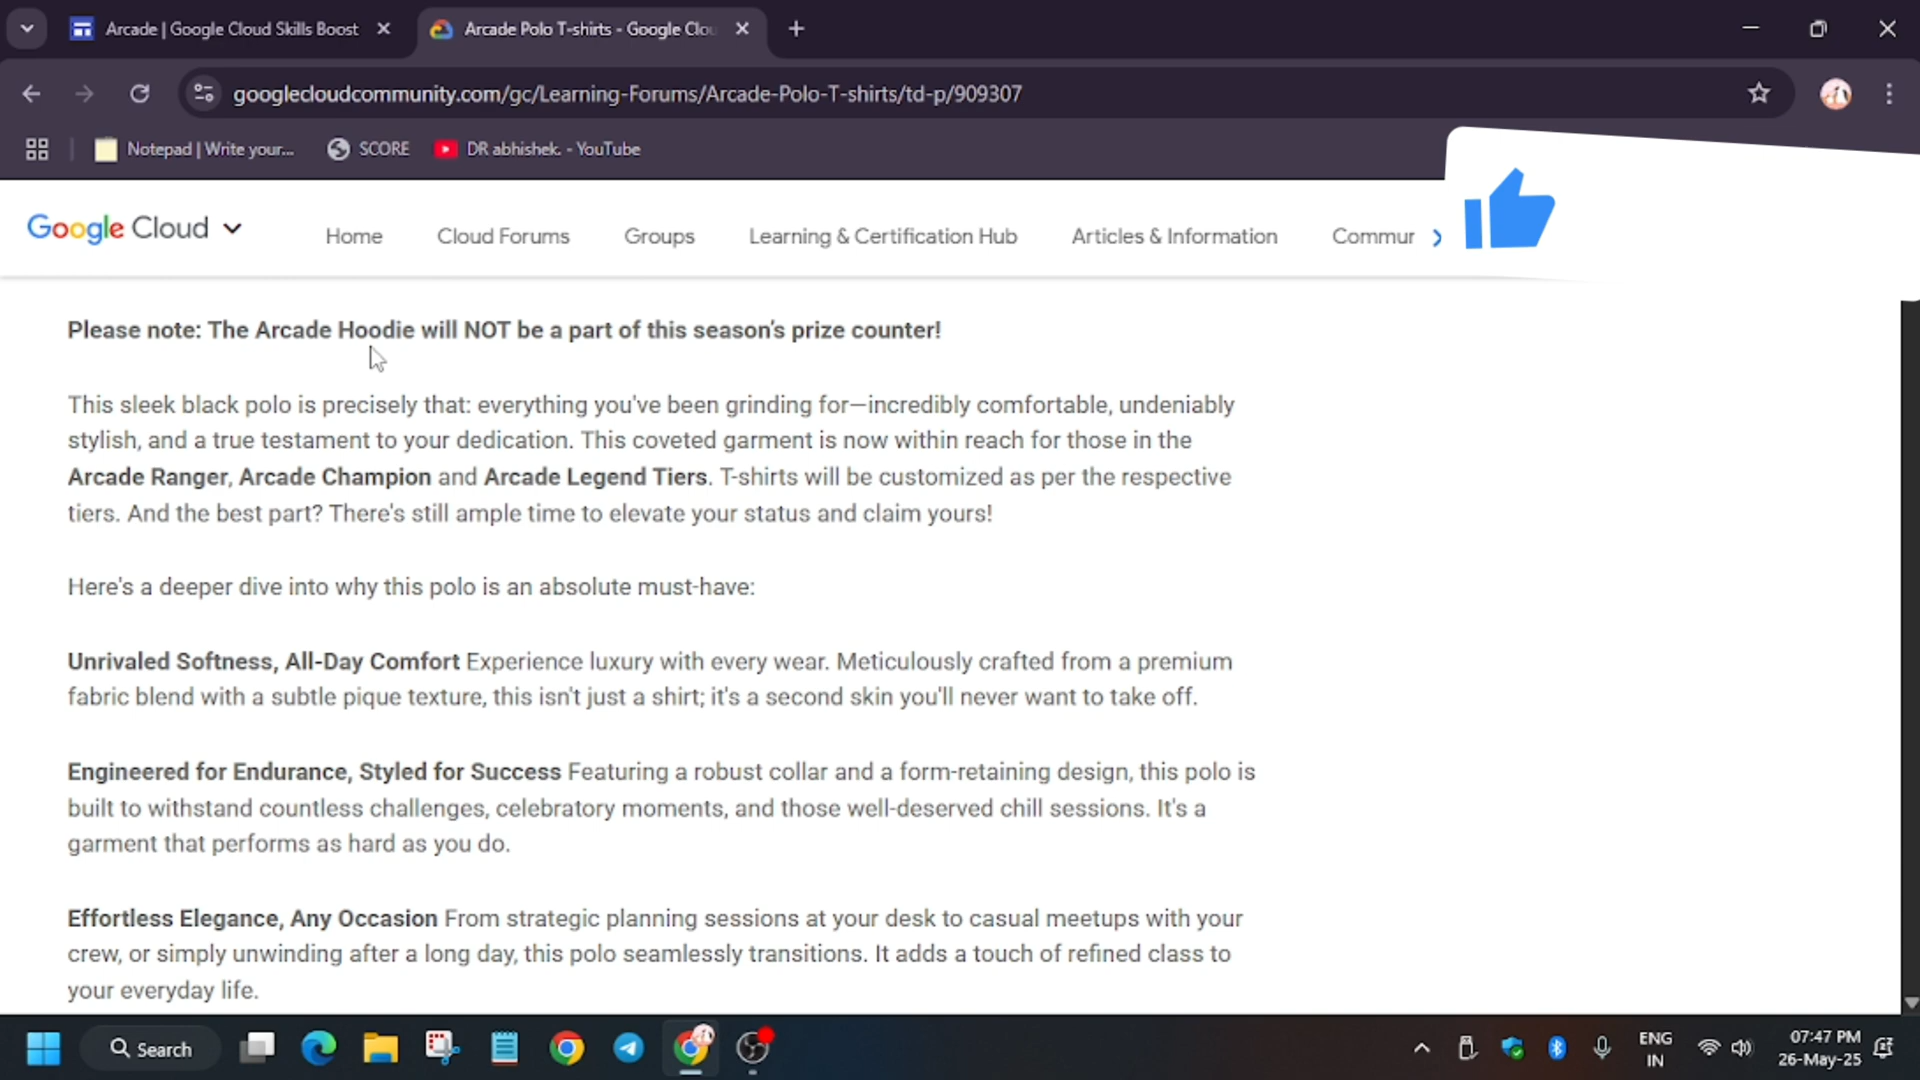 Arcade | Google Cloud Skills Boost
Arcade Polo T-shirts - Google Clou
googlecloudcommunity.com/gc/Learning-Forums/Arcade-Polo-T-shirts/td-p/909307
Notepad | Write your...
SCORE
DR abhishek. - YouTube
Google Cloud
Home
Cloud Forums
Groups
Learning & Certification Hub
Articles & Information
Commur
Please note: The Arcade Hoodie will NOT be a part of this season's prize counter!
This sleek black polo is precisely that: everything you've been grinding for—incredibly comfortable, undeniably
stylish, and a true testament to your dedication. This coveted garment is now within reach for those in the
Arcade Ranger, Arcade Champion and Arcade Legend Tiers. T-shirts will be customized as per the respective
tiers. And the best part? There's still ample time to elevate your status and claim yours!
Here's a deeper dive into why this polo is an absolute must-have:
Unrivaled Softness, All-Day Comfort Experience luxury with every wear. Meticulously crafted from a premium
fabric blend with a subtle pique texture, this isn't just a shirt; it's a second skin you'll never want to take off.
Engineered for Endurance, Styled for Success Featuring a robust collar and a form-retaining design, this polo is
built to withstand countless challenges, celebratory moments, and those well-deserved chill sessions. It's a
garment that performs as hard as you do.
Effortless Elegance, Any Occasion From strategic planning sessions at your desk to casual meetups with your
crew, or simply unwinding after a long day, this polo seamlessly transitions. It adds a touch of refined class to
your everyday life.
Search
ENG
IN
07:47 PM
26-May-25